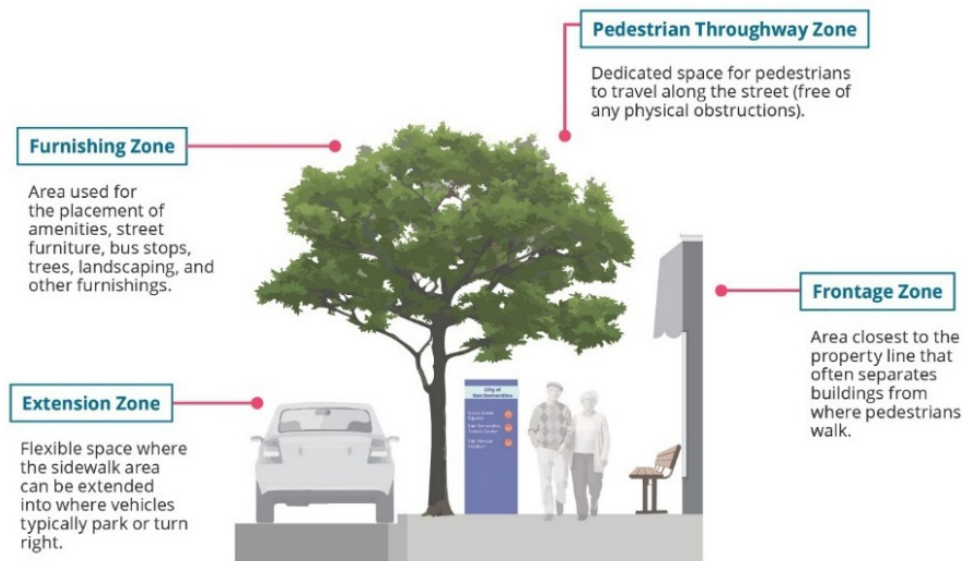 Pedestrian Throughway Zone
Dedicated space for pedestrians
to travel along the street (free of
any physical obstructions).
Furnishing Zone
Area used for
the placement of
amenities, street
furniture, bus stops,
trees, landscaping, and
other furnishings.
Frontage Zone
Area closest to the
property line that
often separates
buildings from
where pedestrians
walk.
Extension Zone
Flexible space where
the sidewalk area
can be extended
into where vehicles
typically park or turn
right.
City of
San Bernardino